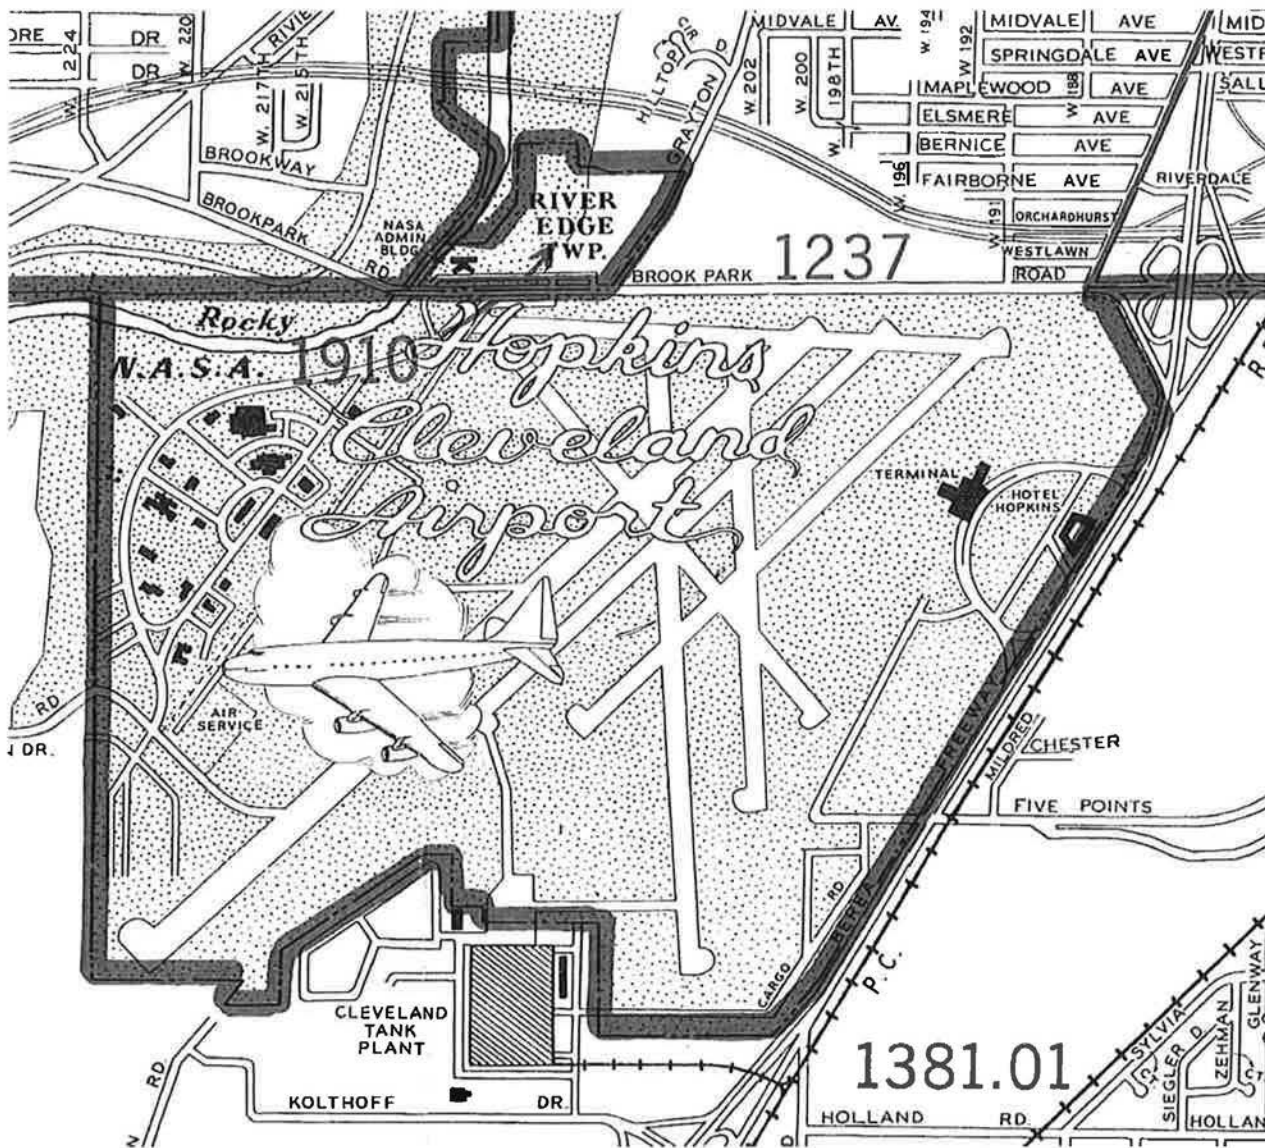 DR
DR
W. 224
W. 220
W. 217TH
W. 215TH
HILLTOP
DR
GRAYTON
MIDVALE AV.
W. 202
W. 200
W. 198TH
W. 194
W. 192
MIDVALE AVE
SPRINGDALE AVE
MAPLEWOOD AVE
W. 188
ELSMERE AVE
BERNICE AVE
FAIRBORNE AVE
W. 196
W. 191
ORCHARDHURST
WESTLAWN
RIVERDALE
BROOKWAY
BROOKPARK RD.
NASA
ADMIN
BLDG
RIVER
EDGE
TWP.
BROOK PARK ROAD
1237
Rocky
N.A.S.A.
1910
Hopkins
Cleveland
Airport
TERMINAL
HOTEL
HOPKINS
AIR
SERVICE
RD
N DR.
BEREA FREEWAY
MILDRED
CHESTER
FIVE POINTS
CARGO RD
P. C.
CLEVELAND
TANK
PLANT
1381.01
SYLVIA
SIEGLER D
ZEHMAN
GLENWAY
CT.
KOLTHOFF DR.
RD
HOLLAND RD.
HOLLAN